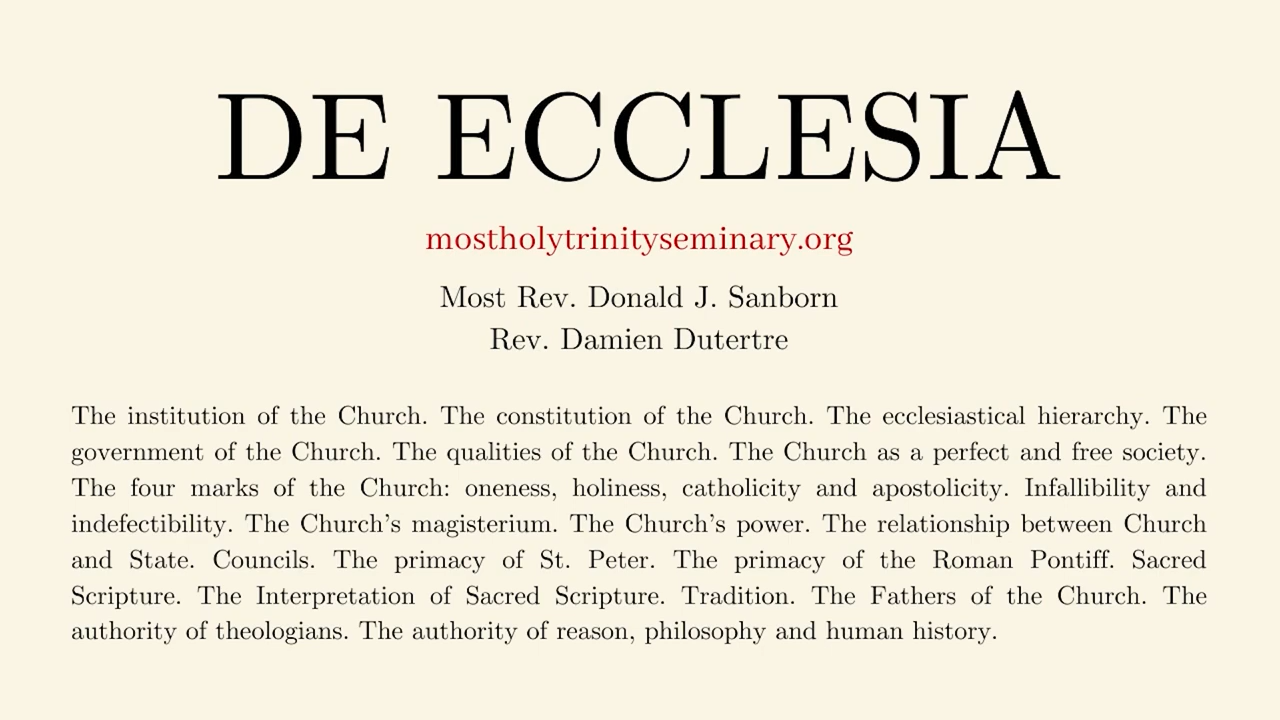 DE ECCLESIA
mostholytrinityseminary.org
Most Rev. Donald J. Sanborn
Rev. Damien Dutertre
The institution of the Church. The constitution of the Church. The ecclesiastical hierarchy. The
government of the Church. The qualities of the Church. The Church as a perfect and free society.
The four marks of the Church: oneness, holiness, catholicity and apostolicity. Infallibility and
indefectibility. The Church's magisterium. The Church's power. The relationship between Church
and State. Councils. The primacy of St. Peter. The primacy of the Roman Pontiff. Sacred
Scripture. The Interpretation of Sacred Scripture. Tradition. The Fathers of the Church. The
authority of theologians. The authority of reason, philosophy and human history.